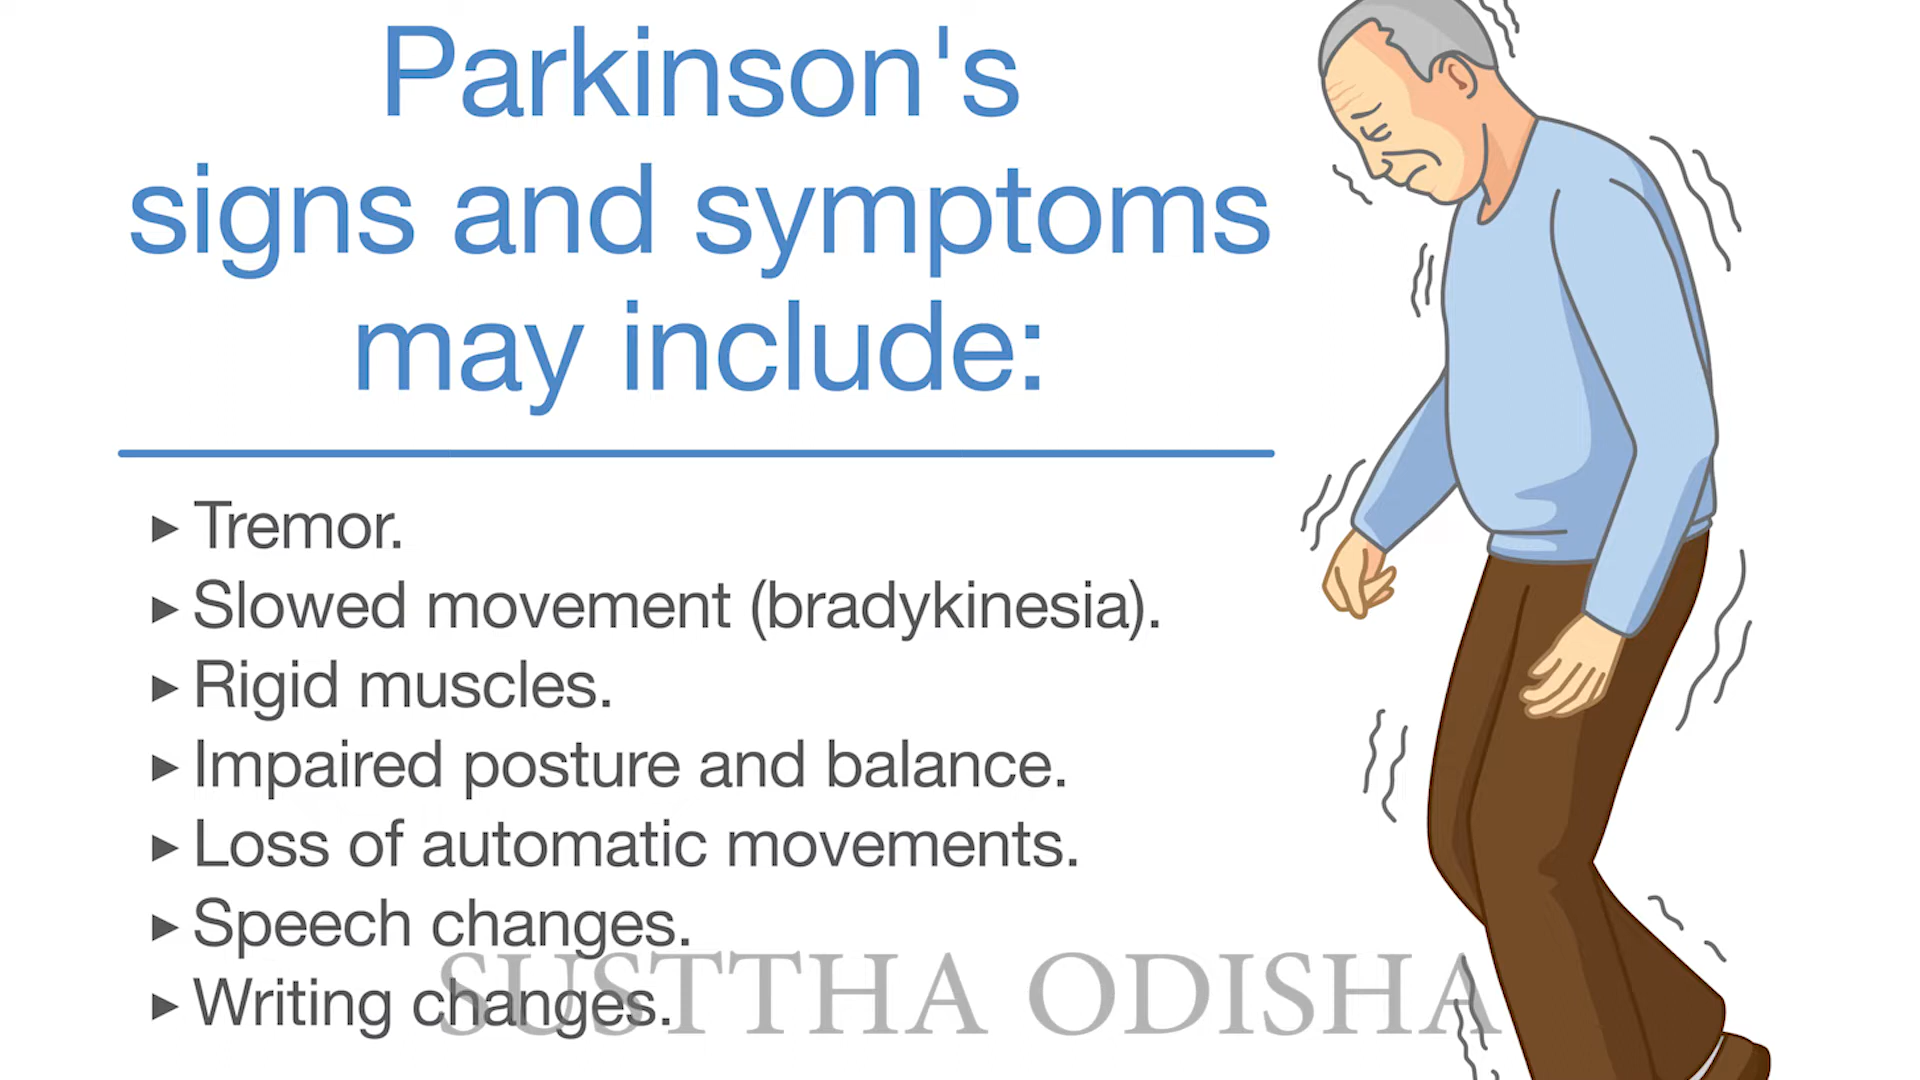 Parkinson's
signs and symptoms
may include:
▸ Tremor.
▸ Slowed movement (bradykinesia).
▸ Rigid muscles.
▸ Impaired posture and balance.
▸ Loss of automatic movements.
▸ Speech changes.
▸ Writing changes.
SUSTTHA ODISHA